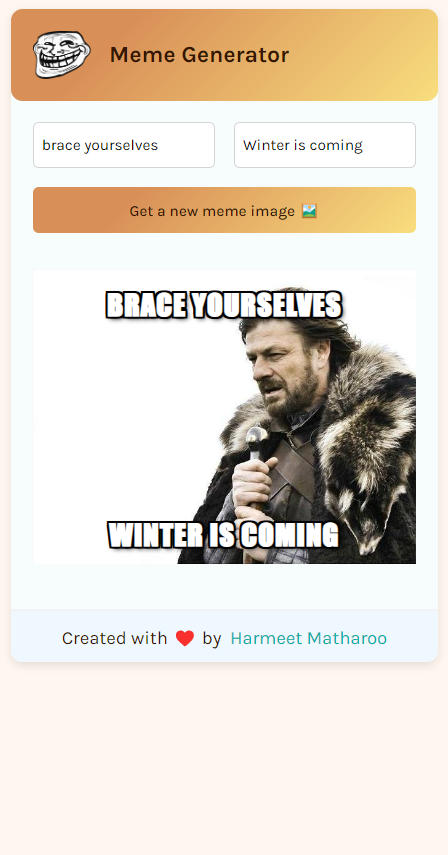 Meme Generator
brace yourselves
Winter is coming
Get a new meme image 🖼️
BRACE YOURSELVES
WINTER IS COMING
Created with ❤️ by Harmeet Matharoo